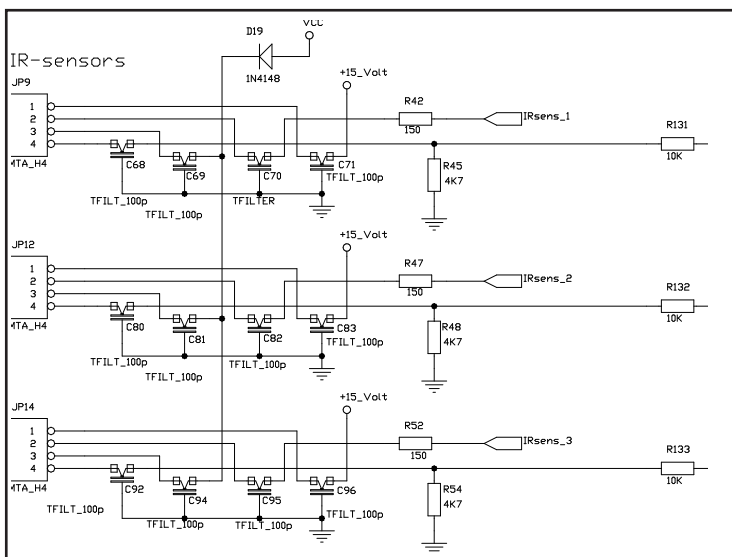 VCC
D19
IR-sensors
1N4148
+15_Volt
JP9
R42
1
IRsens_1
2
150
R131
3
4
10K
MTA_H4
C68
C69
C70
C71
R45
4K7
TFILT_100p
TFILT_100p
TFILTER
TFILT_100p
+15_Volt
JP12
R47
1
IRsens_2
2
150
R132
3
4
10K
MTA_H4
C80
C81
C82
C83
R48
4K7
TFILT_100p
TFILT_100p
TFILT_100p
TFILT_100p
+15_Volt
JP14
R52
1
IRsens_3
2
150
R133
3
4
10K
MTA_H4
C92
C94
C95
C96
R54
4K7
TFILT_100p
TFILT_100p
TFILT_100p
TFILT_100p